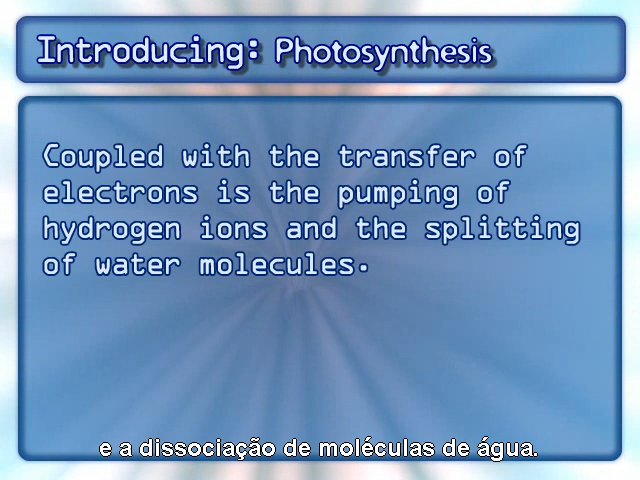 Introducing: Photosynthesis
Coupled with the transfer of
electrons is the pumping of
hydrogen ions and the splitting
of water molecules.
e a dissociação de moléculas de água.